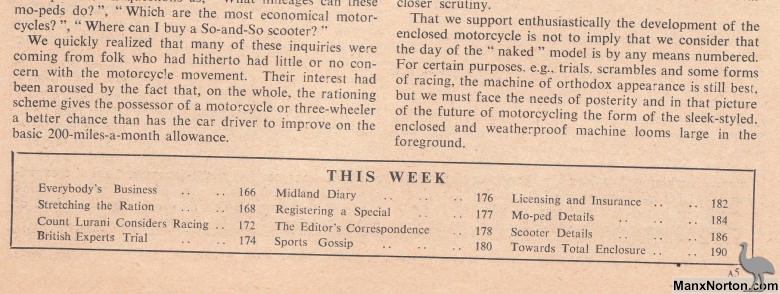 mo-peds do?”, “ Which are the most economical motor-
cycles? ”, “ Where can I buy a So-and-So scooter? ”
We quickly realized that many of these inquiries were
coming from folk who had hitherto had little or no con-
cern with the motorcycle movement. Their interest had
been aroused by the fact that, on the whole, the rationing
scheme gives the possessor of a motorcycle or three-wheeler
a better chance than has the car driver to improve on the
basic 200-miles-a-month allowance.
closer scrutiny.
That we support enthusiastically the development of the
enclosed motorcycle is not to imply that we consider that
the day of the “ naked ” model is by any means numbered.
For certain purposes, e.g., trials, scrambles and some forms
of racing, the machine of orthodox appearance is still best,
but we must face the needs of posterity and in that picture
of the future of motorcycling the form of the sleek-styled,
enclosed and weatherproof machine looms large in the
foreground.
THIS WEEK
Everybody's Business .. .. 166
Stretching the Ration .. .. 168
Count Lurani Considers Racing .. 172
British Experts Trial .. .. 174
Midland Diary .. .. .. 176
Registering a Special .. .. 177
The Editor's Correspondence .. 178
Sports Gossip .. .. .. 180
Licensing and Insurance .. .. 182
Mo-ped Details .. .. .. 184
Scooter Details .. .. .. 186
Towards Total Enclosure .. .. 190
A5
ManxNorton.com